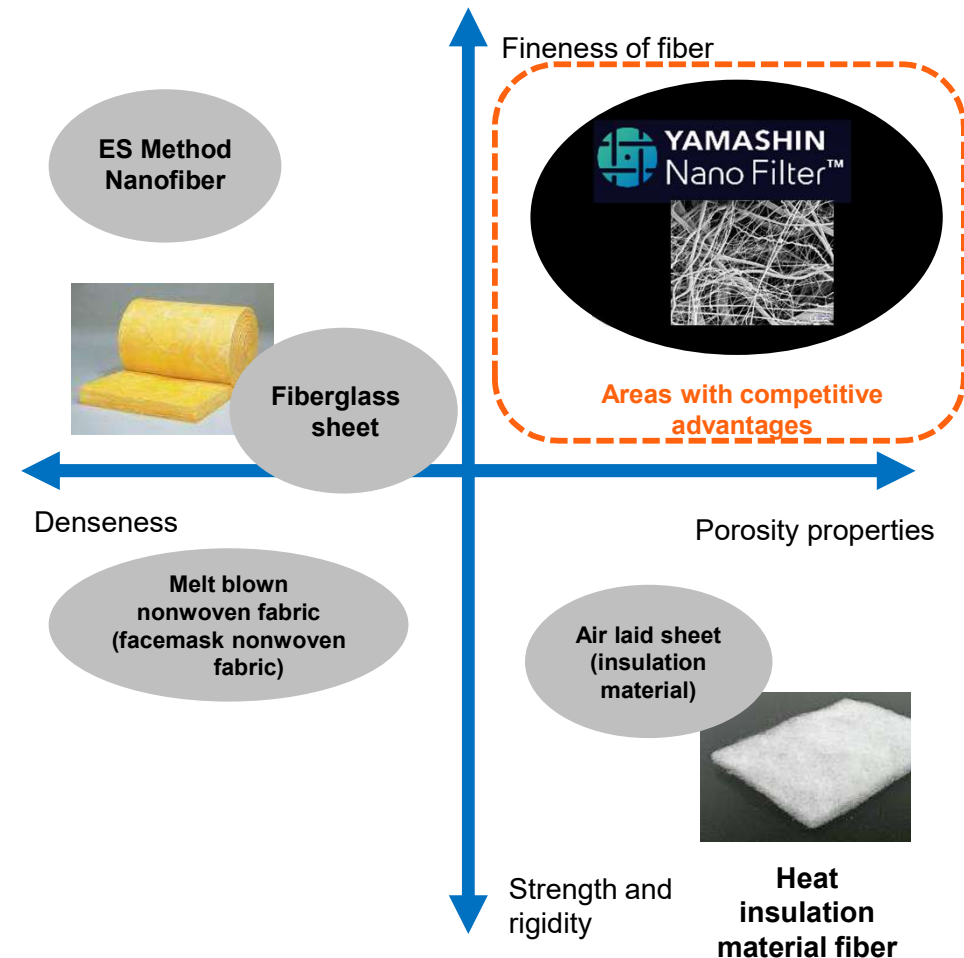 Fineness of fiber
ES Method
Nanofiber
YAMASHIN
Nano Filter™
Fiberglass
sheet
Areas with competitive
advantages
Denseness
Porosity properties
Melt blown
nonwoven fabric
(facemask nonwoven
fabric)
Air laid sheet
(insulation
material)
Strength and
rigidity
Heat
insulation
material fiber